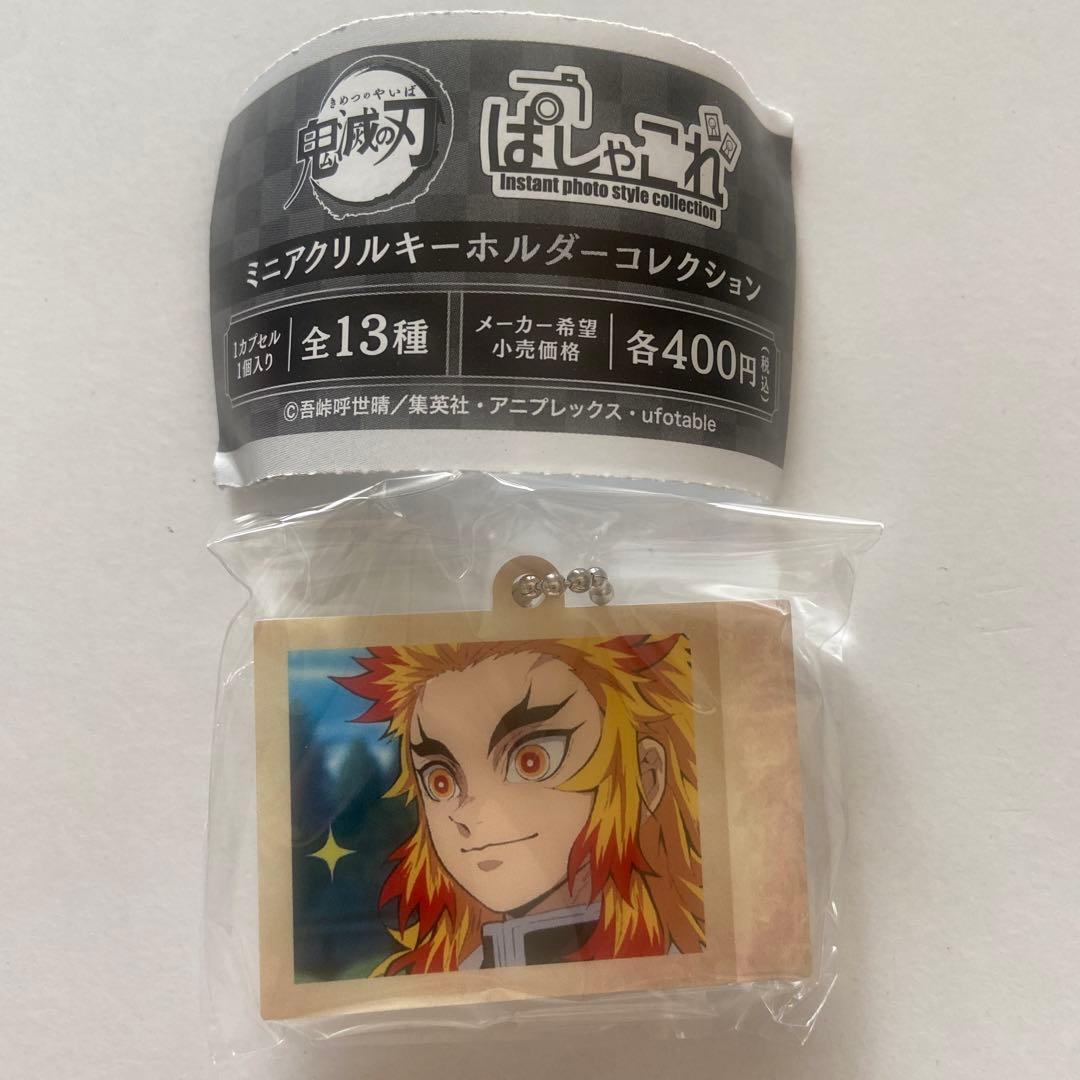 きめつのやいば
鬼滅の刃
ぱしゃこれ
Instant photo style collection
ミニアクリルキーホルダーコレクション
1カプセル
1個入り
全13種
メーカー希望
小売価格
各400円(税込)
©吾峠呼世晴／集英社・アニプレックス・ufotable